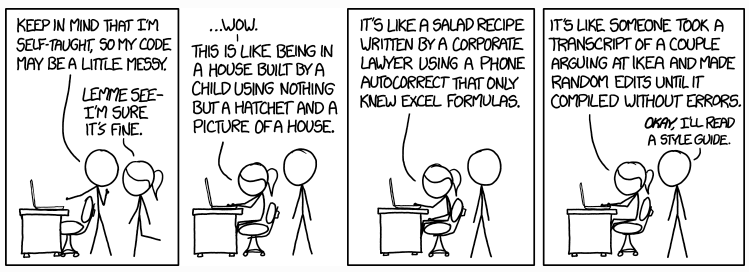 KEEP IN MIND THAT I'M
SELF-TAUGHT, SO MY CODE
MAY BE A LITTLE MESSY.
LEMME SEE-
I'M SURE
IT'S FINE.
...WOW.
THIS IS LIKE BEING IN
A HOUSE BUILT BY A
CHILD USING NOTHING
BUT A HATCHET AND A
PICTURE OF A HOUSE.
IT'S LIKE A SALAD RECIPE
WRITTEN BY A CORPORATE
LAWYER USING A PHONE
AUTOCORRECT THAT ONLY
KNEW EXCEL FORMULAS.
IT'S LIKE SOMEONE TOOK A
TRANSCRIPT OF A COUPLE
ARGUING AT IKEA AND MADE
RANDOM EDITS UNTIL IT
COMPILED WITHOUT ERRORS.
OKAY, I'LL READ
A STYLE GUIDE.